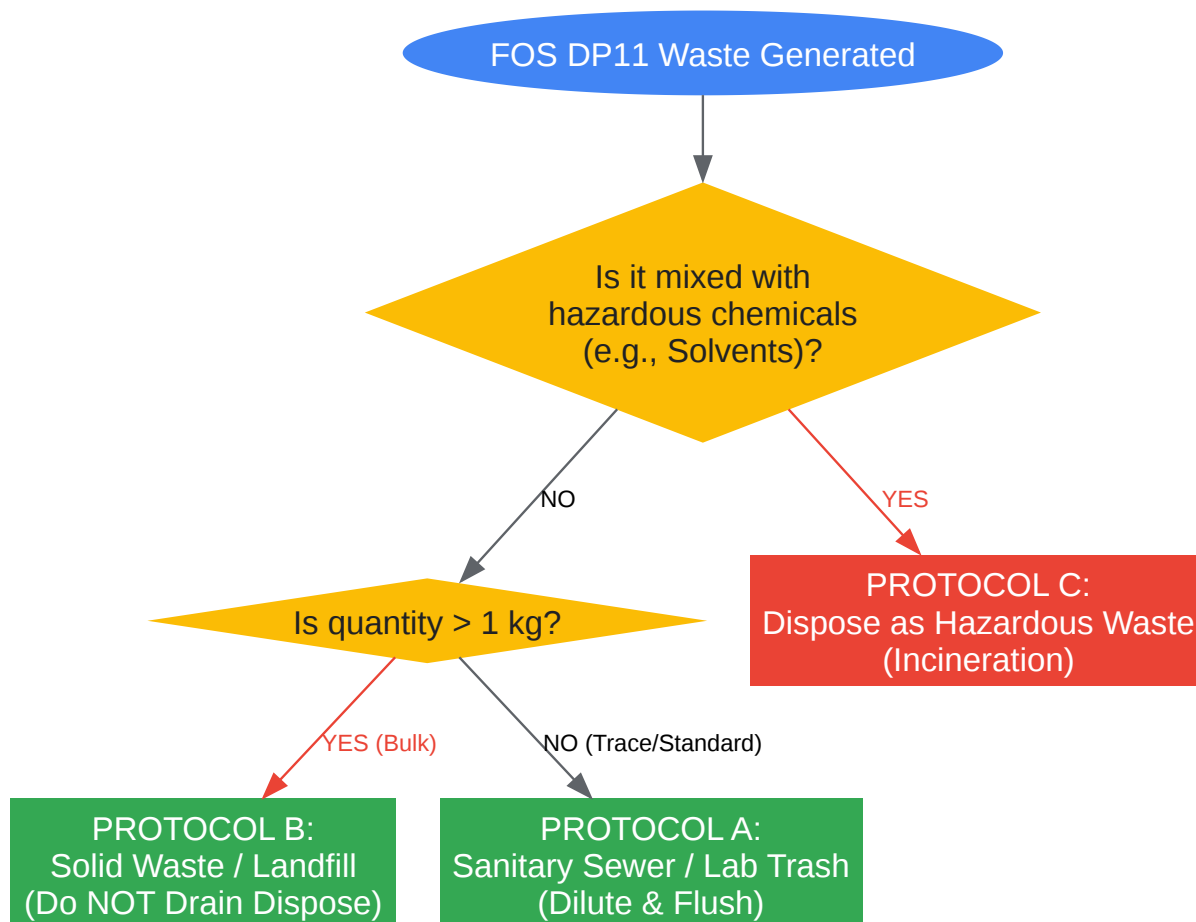 FOS DP11 Waste Generated
Is it mixed with
hazardous chemicals
(e.g., Solvents)?
NO
YES
PROTOCOL C:
Dispose as Hazardous Waste
(Incineration)
Is quantity > 1 kg?
YES (Bulk)
NO (Trace/Standard)
PROTOCOL B:
Solid Waste / Landfill
(Do NOT Drain Dispose)
PROTOCOL A:
Sanitary Sewer / Lab Trash
(Dilute & Flush)